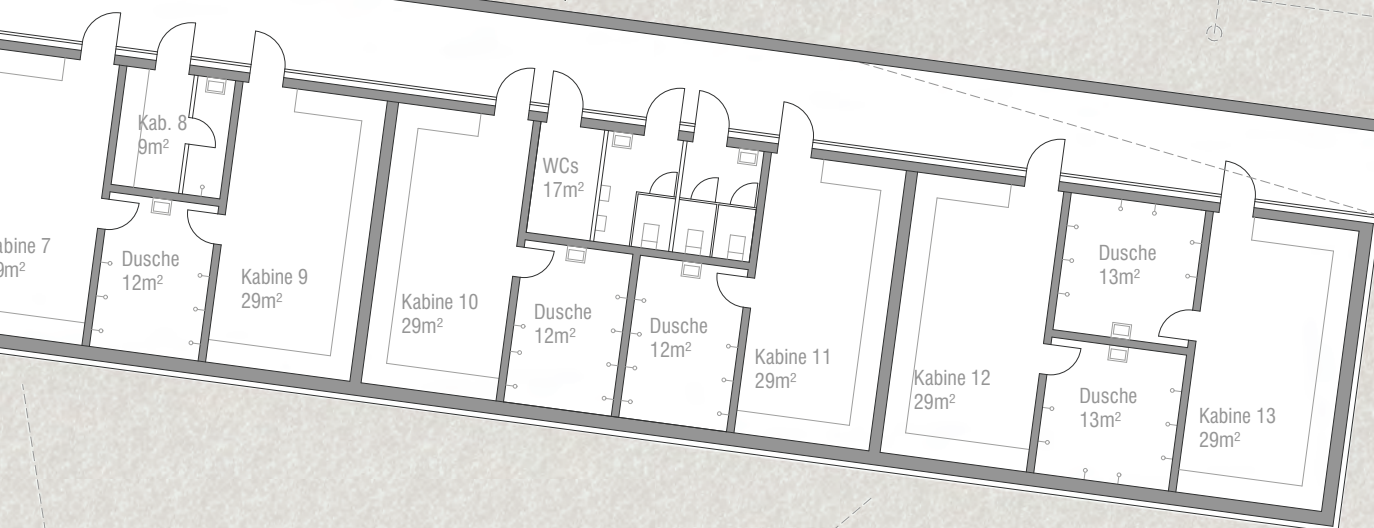 Kab. 8
9m²
abine 7
9m²
Dusche
12m²
Kabine 9
29m²
Kabine 10
29m²
WCs
17m²
Dusche
12m²
Dusche
12m²
Kabine 11
29m²
Kabine 12
29m²
Dusche
13m²
Dusche
13m²
Kabine 13
29m²